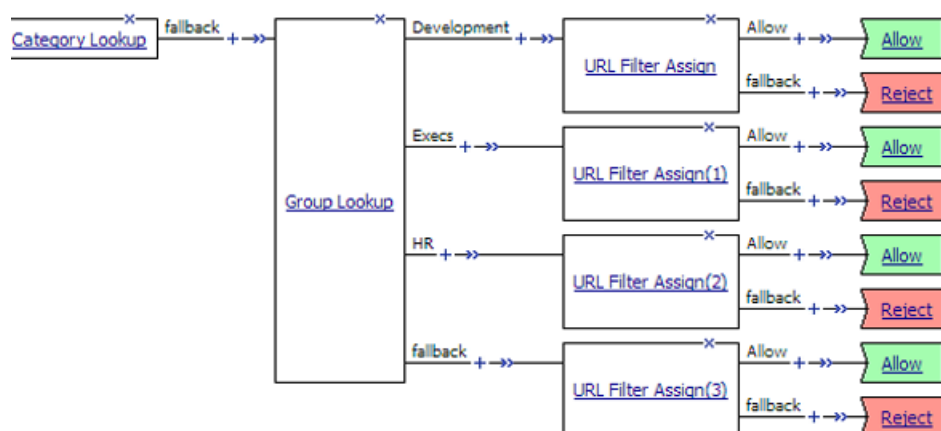 Category Lookup
fallback
Group Lookup
Development
URL Filter Assign
Allow
Allow
fallback
Reject
Execs
URL Filter Assign(1)
Allow
Allow
fallback
Reject
HR
URL Filter Assign(2)
Allow
Allow
fallback
Reject
fallback
URL Filter Assign(3)
Allow
Allow
fallback
Reject